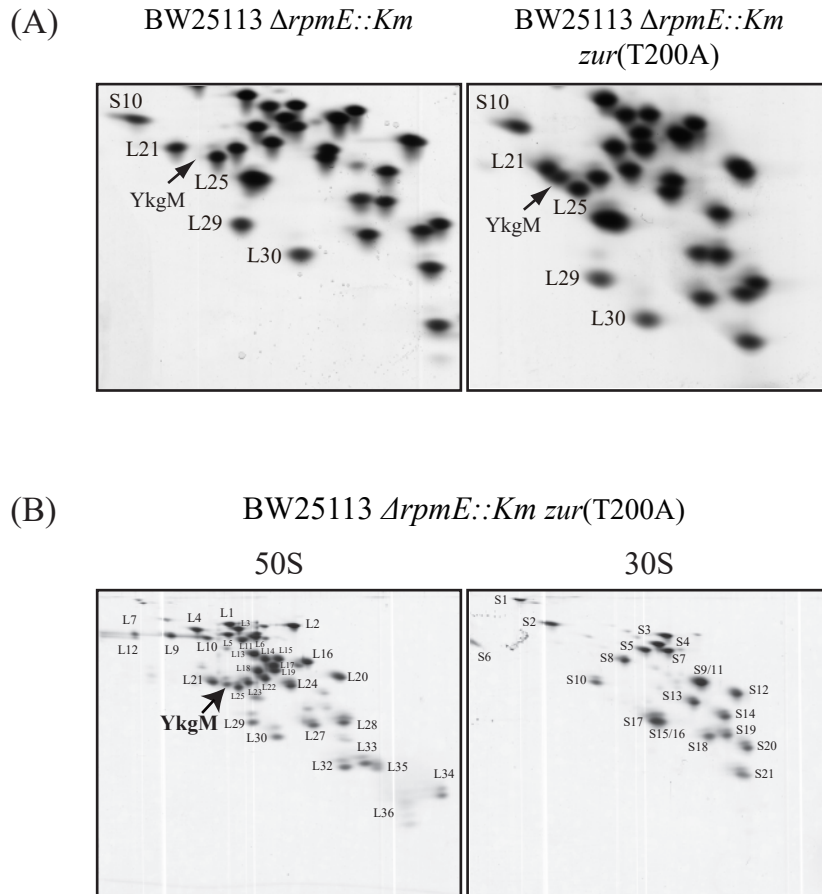 (A)
BW25113 ΔrpmE::Km
BW25113 ΔrpmE::Km
zur(T200A)
S10
L21
L25
YkgM
L29
L30
S10
L21
L25
YkgM
L29
L30
(B)
BW25113 ΔrpmE::Km zur(T200A)
50S
30S
L7
L4
L1
L3
L2
L12
L9
L10
L5
L11
L6
L13
L14
L15
L16
L17
L18
L19
L21
L22
L24
L20
L25
L23
YkgM
L29
L30
L27
L28
L33
L32
L35
L34
L36
S1
S2
S3
S4
S6
S5
S7
S8
S10
S9/11
S12
S13
S14
S17
S15/16
S18
S19
S20
S21